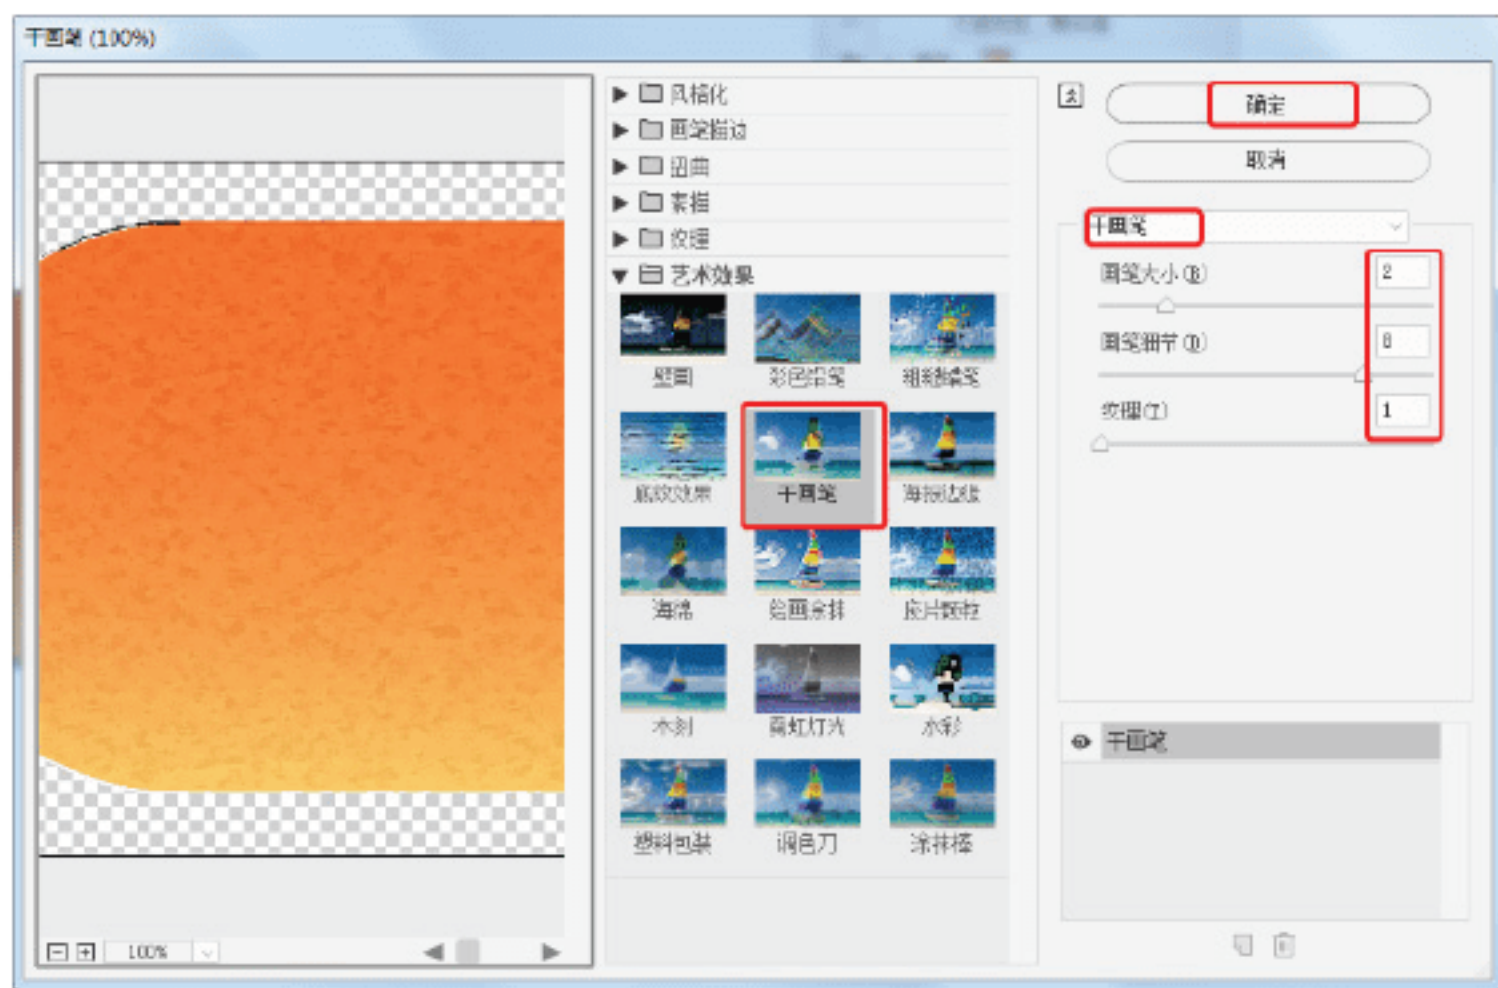 干画笔 (100%)
风格化
画笔描边
扭曲
素描
纹理
艺术效果
壁画
彩色铅笔
粗糙蜡笔
底纹效果
干画笔
海报边缘
海绵
绘画涂抹
胶片颗粒
木刻
霓虹灯光
水彩
塑料包装
调色刀
涂抹棒
100%
确定
取消
干画笔
画笔大小(B)
2
画笔细节(D)
8
纹理(T)
1
干画笔